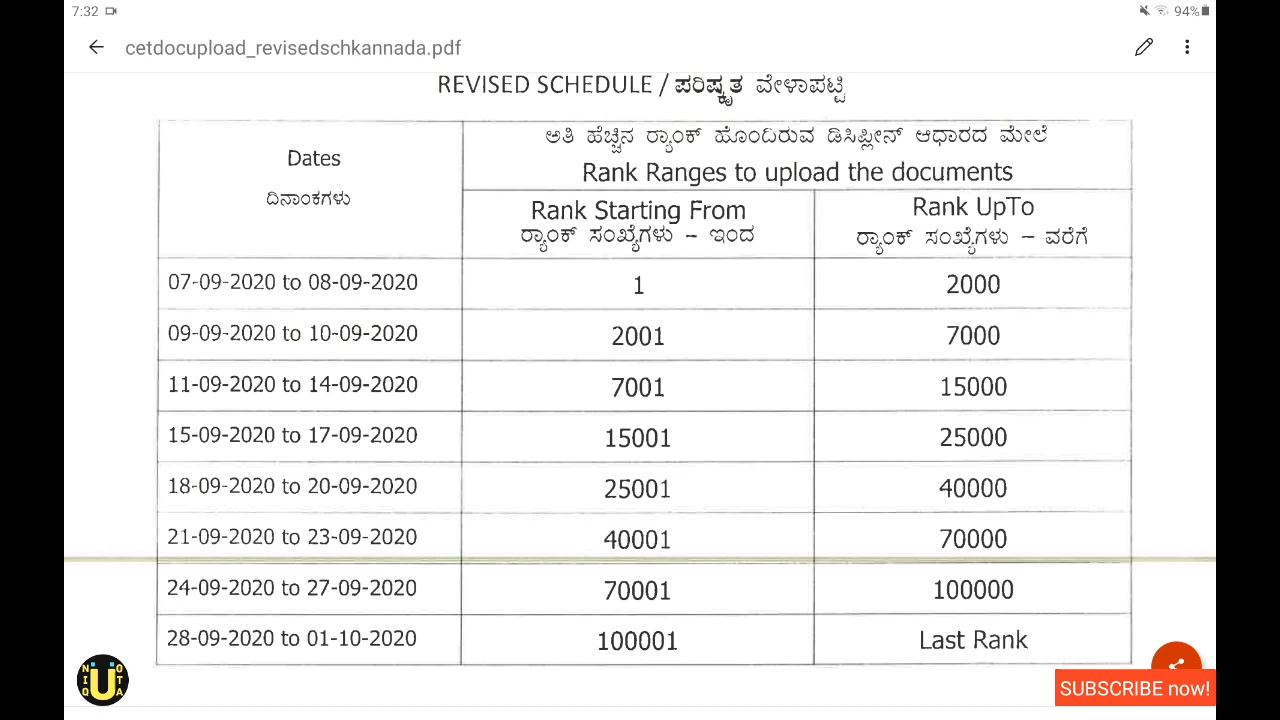 7:32
94%
cetdocupload_revisedschkannada.pdf
REVISED SCHEDULE / ಪರಿಷ್ಕೃತ ವೇಳಾಪಟ್ಟಿ
Dates
ದಿನಾಂಕಗಳು
ಅತಿ ಹೆಚ್ಚಿನ ರ‍್ಯಾಂಕ್ ಹೊಂದಿರುವ ಡಿಸಿಪ್ಲೀನ್ ಆಧಾರದ ಮೇಲೆ
Rank Ranges to upload the documents
Rank Starting From
ರ‍್ಯಾಂಕ್ ಸಂಖ್ಯೆಗಳು – ಇಂದ
Rank UpTo
ರ‍್ಯಾಂಕ್ ಸಂಖ್ಯೆಗಳು – ವರೆಗೆ
07-09-2020 to 08-09-2020 1 2000
09-09-2020 to 10-09-2020 2001 7000
11-09-2020 to 14-09-2020 7001 15000
15-09-2020 to 17-09-2020 15001 25000
18-09-2020 to 20-09-2020 25001 40000
21-09-2020 to 23-09-2020 40001 70000
24-09-2020 to 27-09-2020 70001 100000
28-09-2020 to 01-10-2020 100001 Last Rank
NIQ U OTA
SUBSCRIBE now!